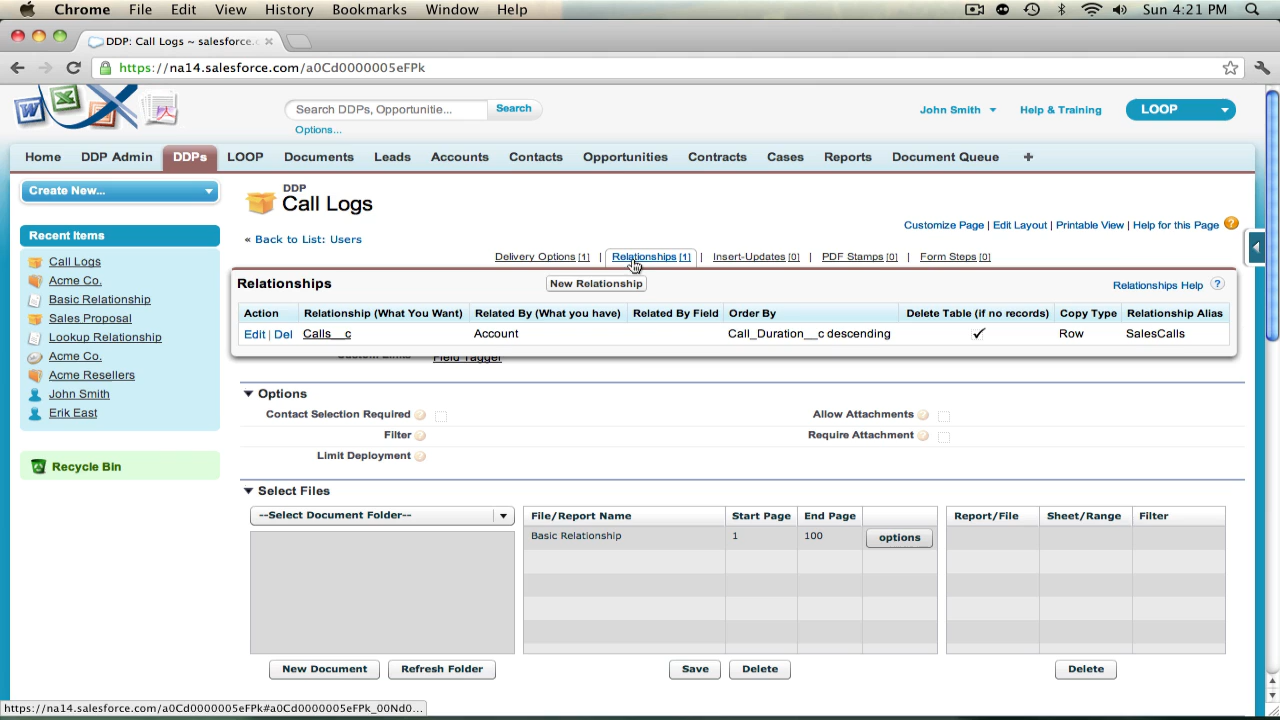 Chrome File Edit View History Bookmarks Window Help Sun 4:21 PM
DDP: Call Logs ~ salesforce.
https://na14.salesforce.com/a0Cd0000005eFPk
Search DDPs, Opportunitie... Search
Options...
John Smith Help & Training LOOP
Home DDP Admin DDPs LOOP Documents Leads Accounts Contacts Opportunities Contracts Cases Reports Document Queue +
Create New...
Recent Items
Call Logs
Acme Co.
Basic Relationship
Sales Proposal
Lookup Relationship
Acme Co.
Acme Resellers
John Smith
Erik East
Recycle Bin
DDP
Call Logs
Customize Page | Edit Layout | Printable View | Help for this Page ?
« Back to List: Users
Delivery Options [1] | Relationships [1] | Insert-Updates [0] | PDF Stamps [0] | Form Steps [0]
Relationships New Relationship Relationships Help ?
Action Relationship (What You Want) Related By (What you have) Related By Field Order By Delete Table (if no records) Copy Type Relationship Alias
Edit | Del Calls__c Account Call_Duration__c descending Row SalesCalls
Field Tagger
Options
Contact Selection Required ? Allow Attachments ?
Filter ? Require Attachment ?
Limit Deployment ?
Select Files
--Select Document Folder--
File/Report Name Start Page End Page
Basic Relationship 1 100 options
Report/File Sheet/Range Filter
New Document Refresh Folder Save Delete Delete
https://na14.salesforce.com/a0Cd0000005eFPk#a0Cd0000005eFPk_00Nd0...